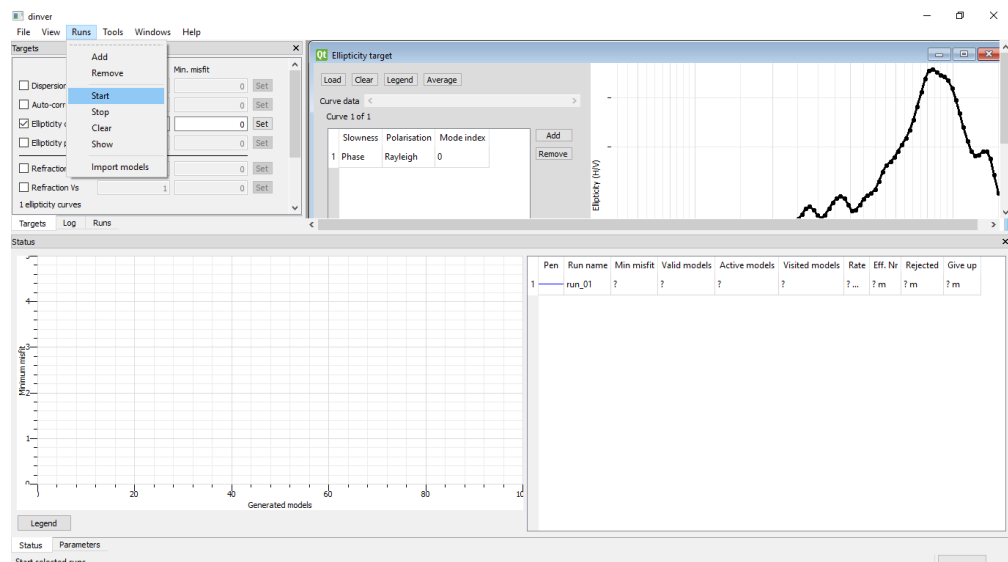 dinver
File View Runs Tools Windows Help
Targets
Add
Remove
Start
Stop
Clear
Show
Import models
Min. misfit
Dispersion
0 Set
Auto-corr
0 Set
Ellipticity
0 Set
Ellipticity
0 Set
Refraction
0 Set
Refraction Vs 1 0 Set
1 ellipticity curves
Targets Log Runs
Ellipticity target
Load Clear Legend Average
Curve data
Curve 1 of 1
Slowness Polarisation Mode index
1 Phase Rayleigh 0
Add
Remove
Ellipticity (H/V)
Status
4
3
2
1
20 40 60 80
Minimum misfit
Generated models
Legend
Pen Run name Min misfit Valid models Active models Visited models Rate Eff. Nr Rejected Give up
1 run_01 ? ? ? ? ? ... ? m ? m ? m
Status Parameters
Start selected runs